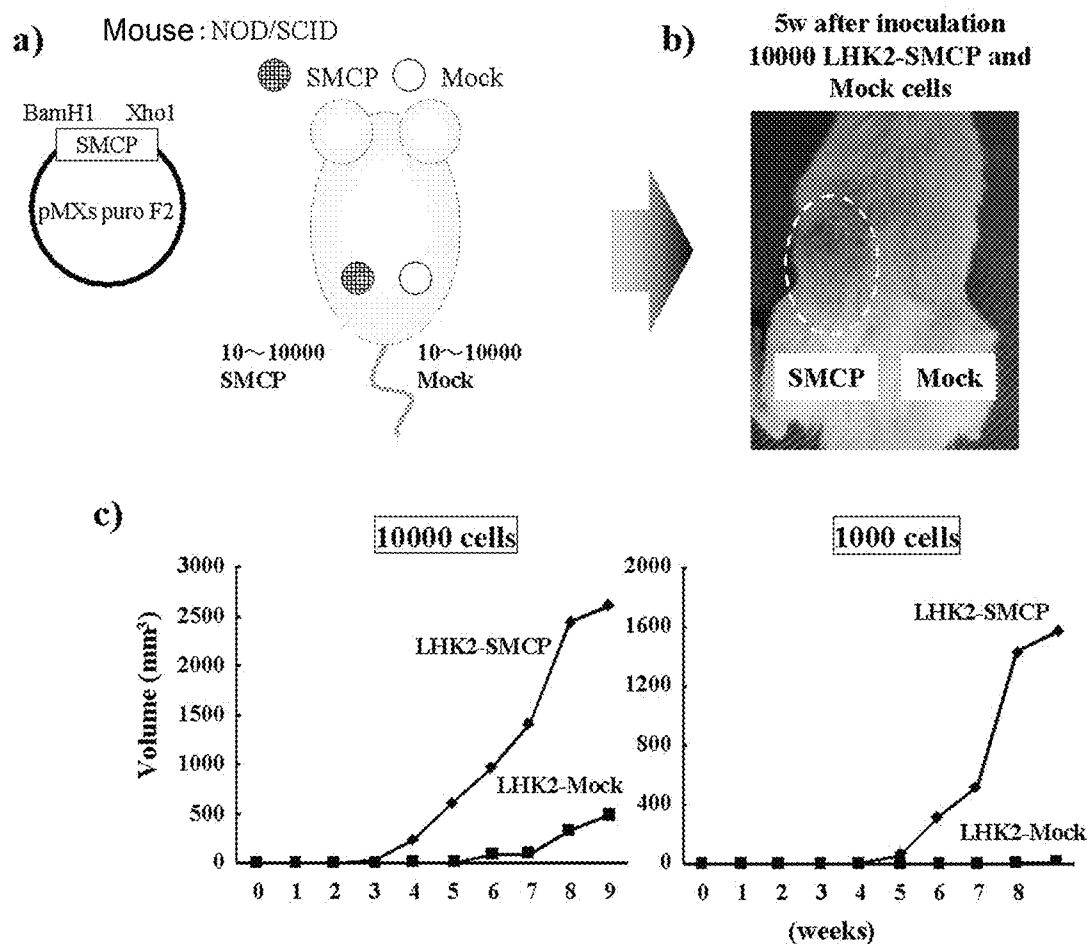 a)
Mouse : NOD/SCID
SMCP Mock
BamH1 Xho1
SMCP
pMXs puro F2
10～10000
SMCP
10～10000
Mock
b)
5w after inoculation
10000 LHK2-SMCP and
Mock cells
SMCP Mock
c)
10000 cells
Volume (mm³)
3000
2500
2000
1500
1000
500
0
LHK2-SMCP
LHK2-Mock
0 1 2 3 4 5 6 7 8 9
1000 cells
2000
1600
1200
800
400
0
LHK2-SMCP
LHK2-Mock
0 1 2 3 4 5 6 7 8
(weeks)